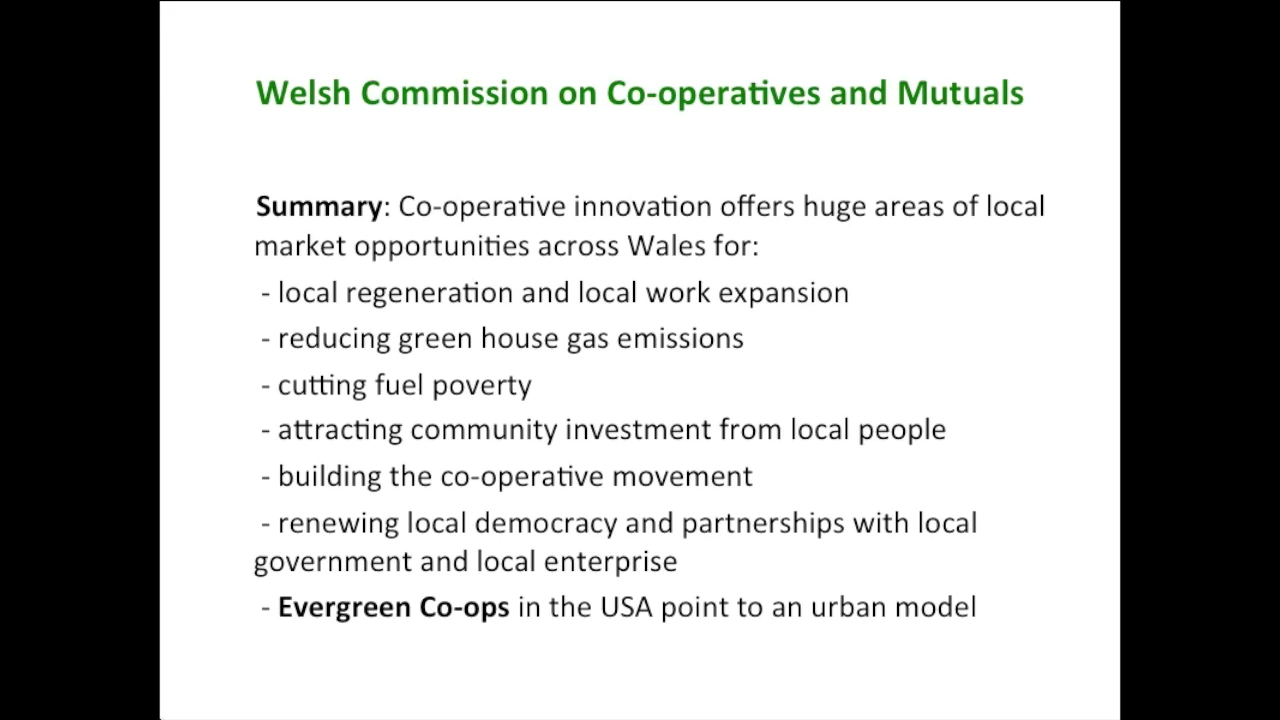 Welsh Commission on Co-operatives and Mutuals
Summary: Co-operative innovation offers huge areas of local
market opportunities across Wales for:
- local regeneration and local work expansion
- reducing green house gas emissions
- cutting fuel poverty
- attracting community investment from local people
- building the co-operative movement
- renewing local democracy and partnerships with local
government and local enterprise
- Evergreen Co-ops in the USA point to an urban model